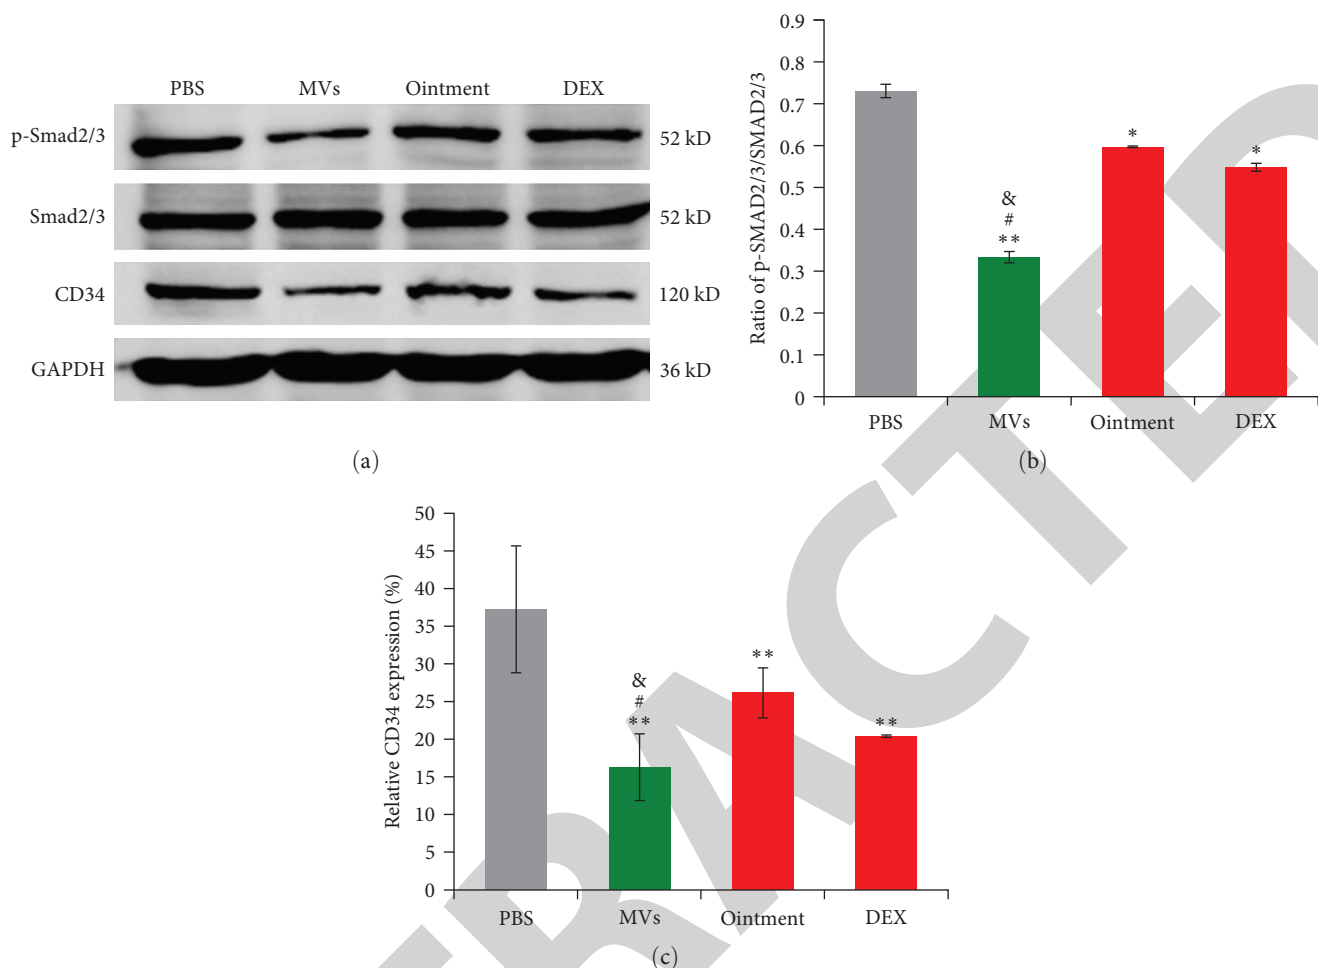 PBS MVs Ointment DEX
p-Smad2/3 52 kD
Smad2/3 52 kD
CD34 120 kD
GAPDH 36 kD
(a)
Ratio of p-SMAD2/3/SMAD2/3
0.9
0.8
0.7
0.6
0.5
0.4
0.3
0.2
0.1
0
&
#
**
*
*
PBS MVs Ointment DEX
(b)
Relative CD34 expression (%)
50
45
40
35
30
25
20
15
10
5
0
&
#
**
**
**
PBS MVs Ointment DEX
(c)
RACTED